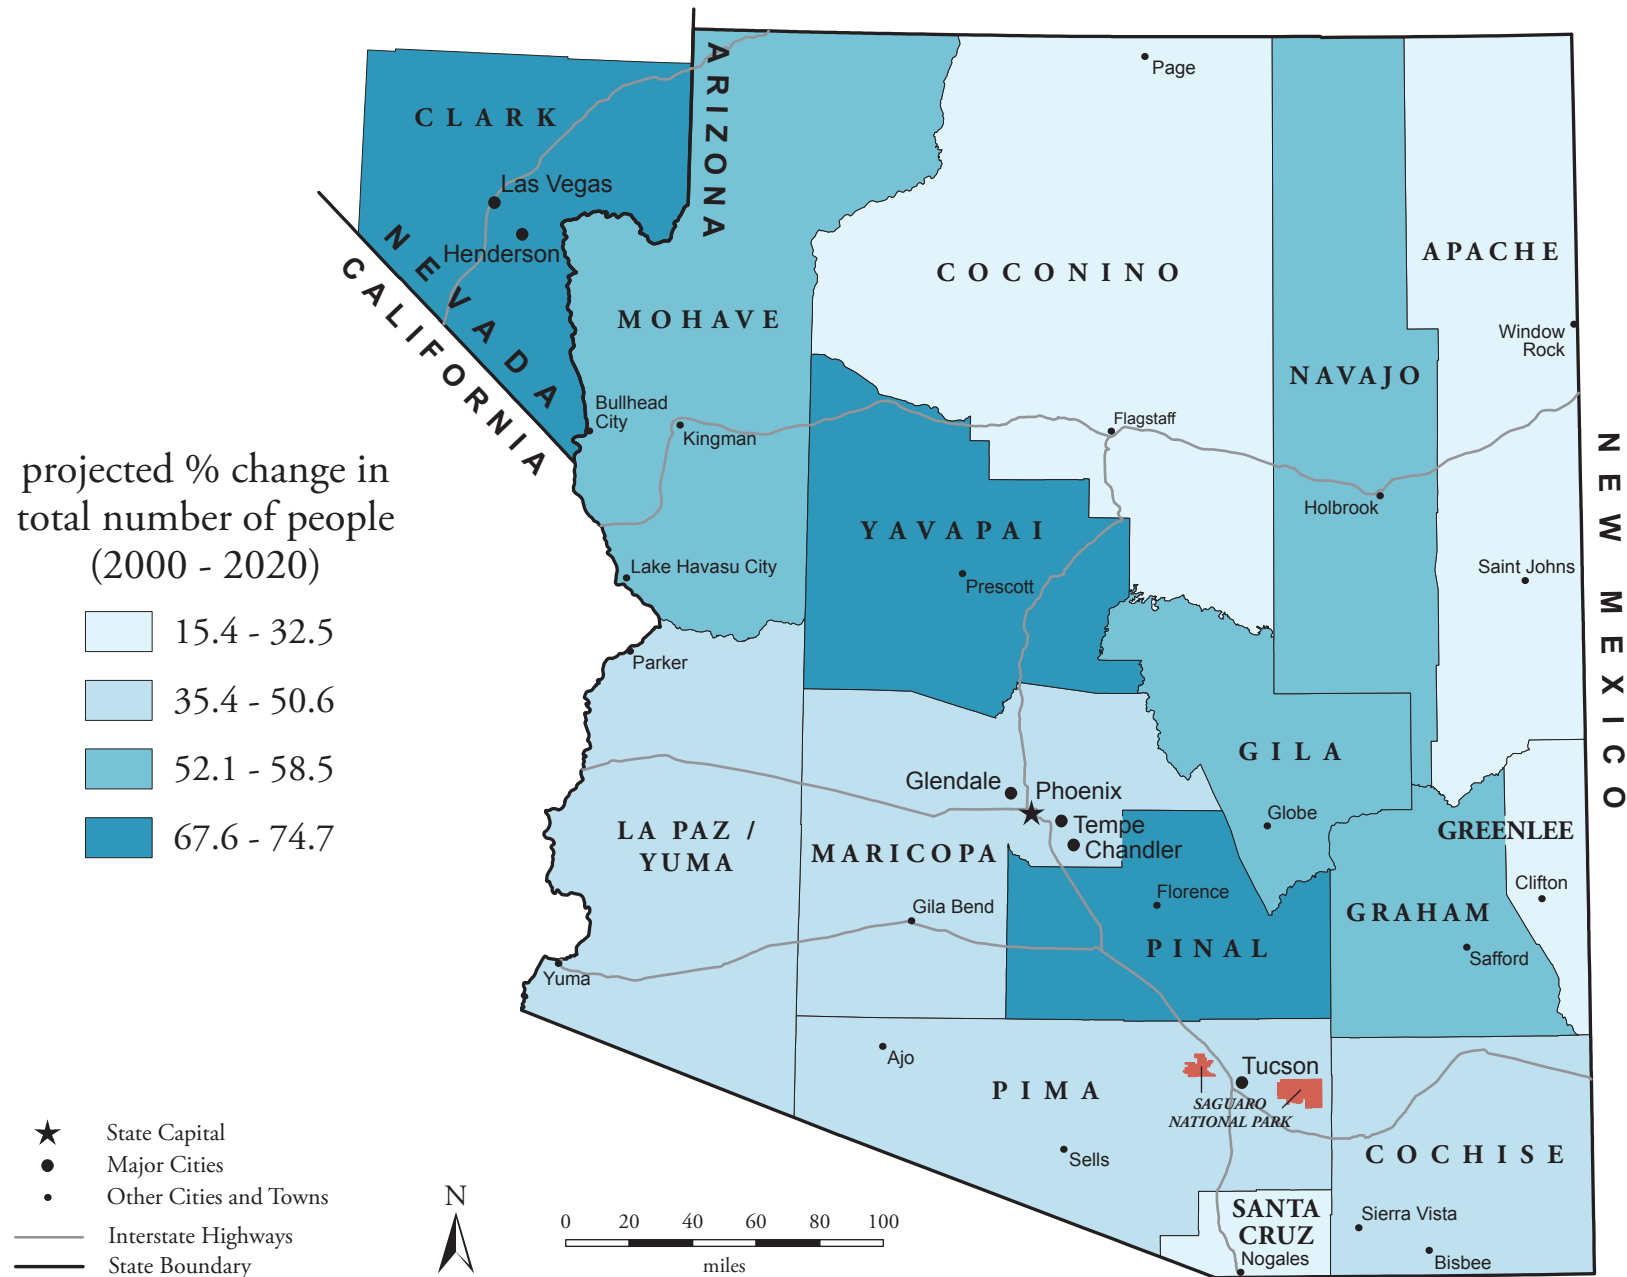 ARIZONA
Page
CLARK
Las Vegas
Henderson
NEVADA
CALIFORNIA
COCONINO
APACHE
MOHAVE
Window
Rock
NAVAJO
Bullhead
City
Kingman
Flagstaff
NEW MEXICO
projected % change in
total number of people
(2000 - 2020)
15.4 - 32.5
35.4 - 50.6
52.1 - 58.5
67.6 - 74.7
Holbrook
YAVAPAI
Prescott
Lake Havasu City
Saint Johns
Parker
GILA
Glendale
Phoenix
Tempe
Chandler
Globe
LA PAZ /
YUMA
MARICOPA
GREENLEE
Clifton
Florence
Gila Bend
GRAHAM
PINAL
Safford
Yuma
Ajo
Tucson
PIMA
SAGUARO
NATIONAL PARK
Sells
COCHISE
SANTA
CRUZ
Nogales
Sierra Vista
Bisbee
State Capital
Major Cities
Other Cities and Towns
Interstate Highways
State Boundary
N
0 20 40 60 80 100
miles